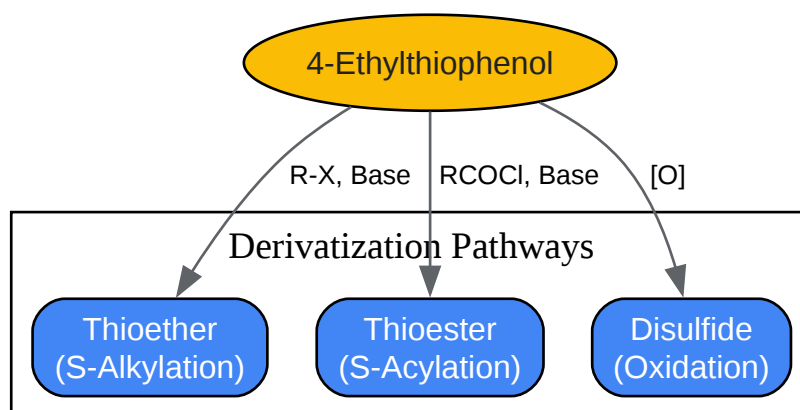 4-Ethylthiophenol
R-X, Base
RCOCl, Base
[O]
Derivatization Pathways
Thioether
(S-Alkylation)
Thioester
(S-Acylation)
Disulfide
(Oxidation)